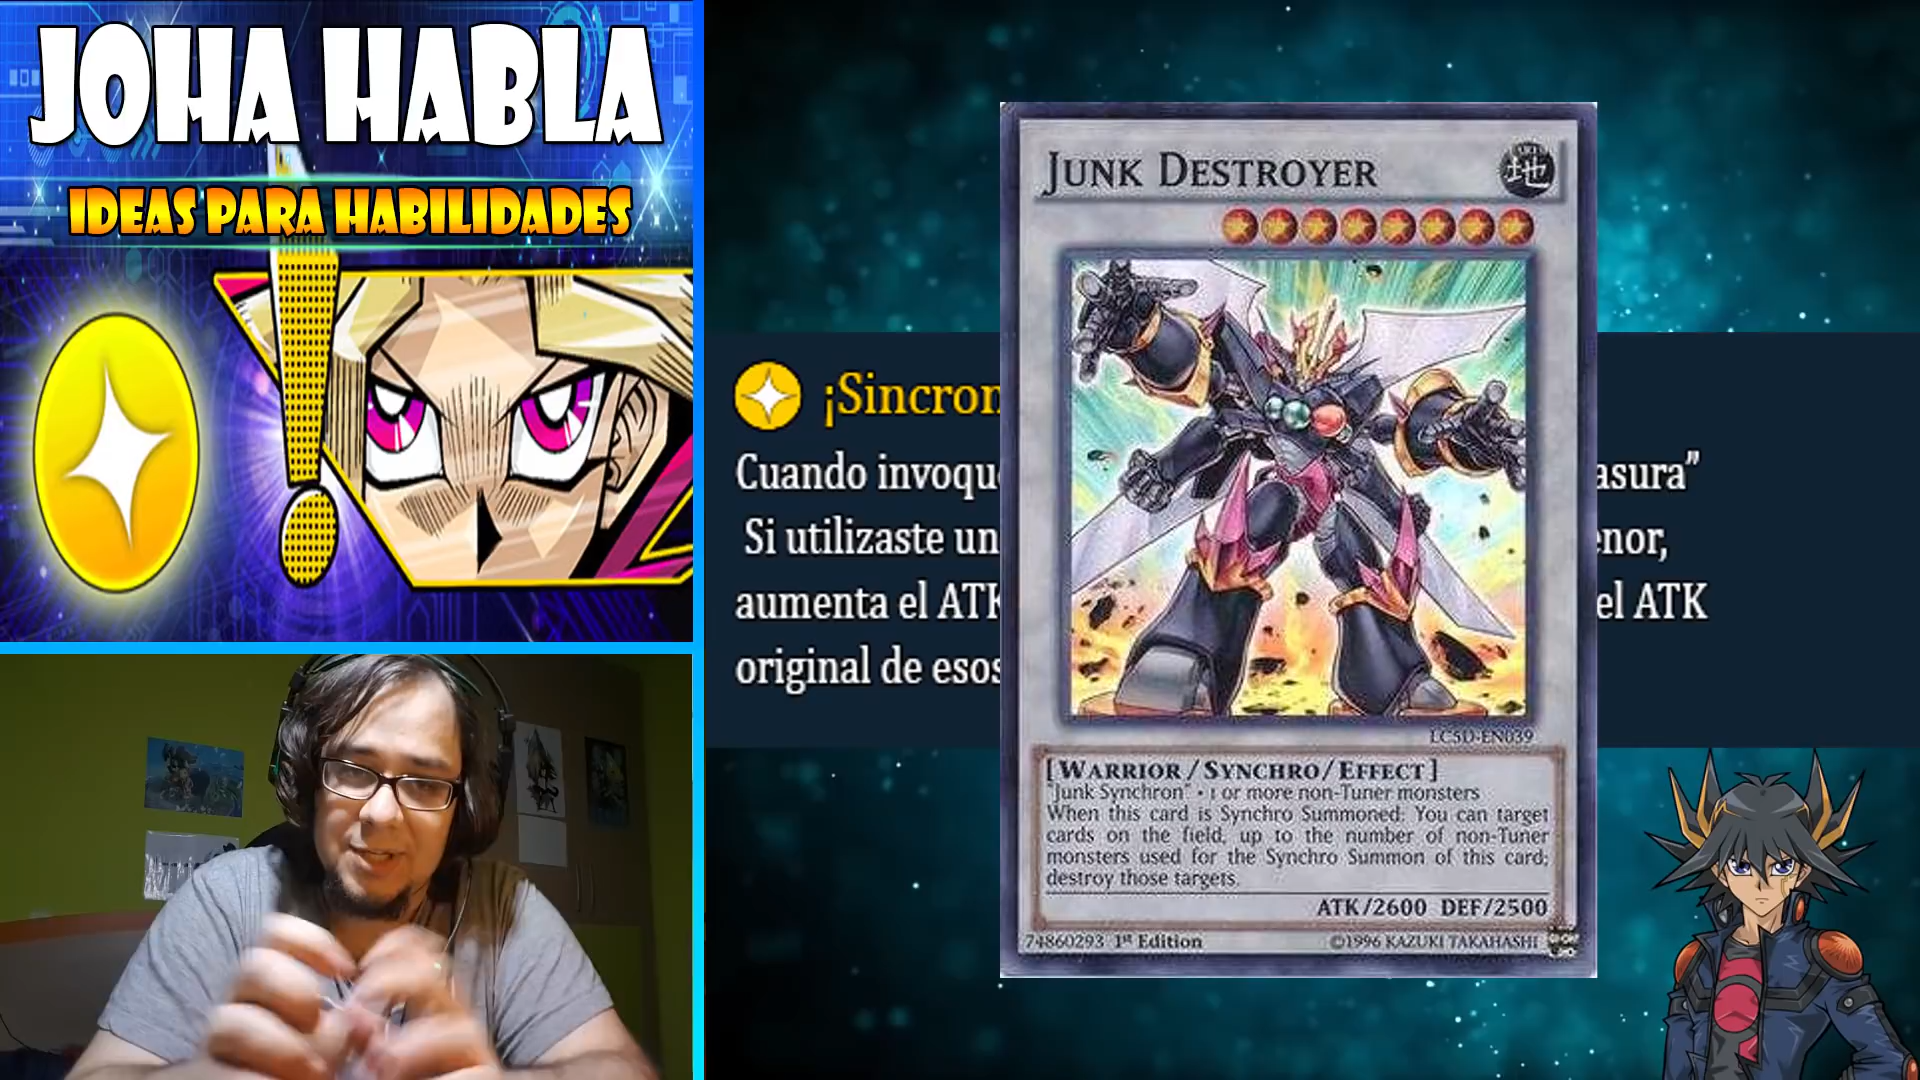 JOHA HABLA
IDEAS PARA HABILIDADES
¡Sincron
Cuando invoqu
asura”
Si utilizaste un
enor,
aumenta el ATK
el ATK
original de esos
JUNK DESTROYER
地
LC5D-EN039
[WARRIOR/SYNCHRO/EFFECT]
"Junk Synchron" + 1 or more non-Tuner monsters
When this card is Synchro Summoned: You can target
cards on the field, up to the number of non-Tuner
monsters used for the Synchro Summon of this card;
destroy those targets.
ATK/2600 DEF/2500
74860293 1st Edition
©1996 KAZUKI TAKAHASHI